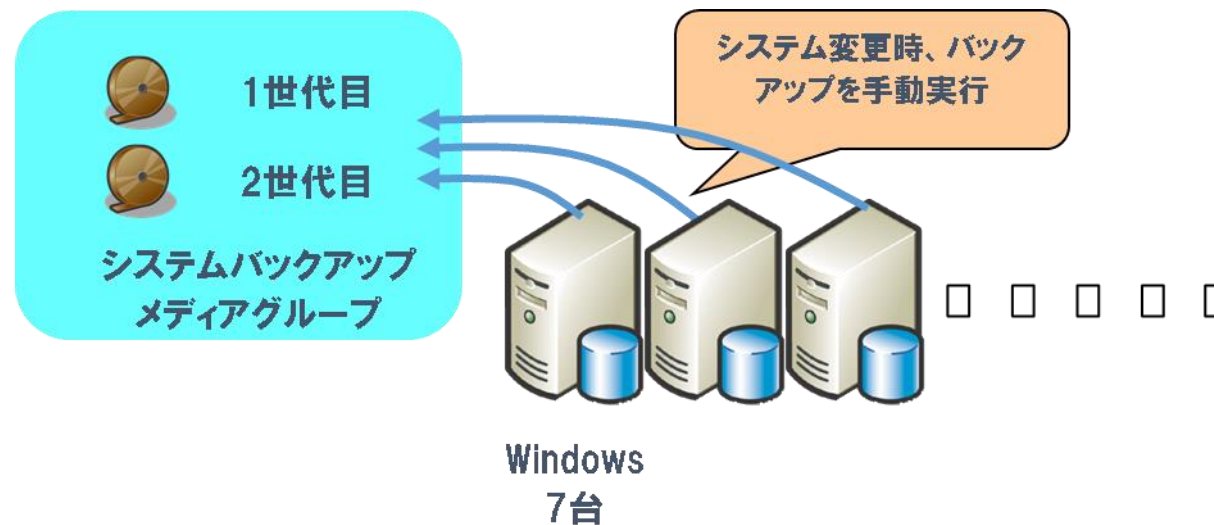 システム変更時、バック
アップを手動実行
1世代目
2世代目
システムバックアップ
メディアグループ
Windows
7台